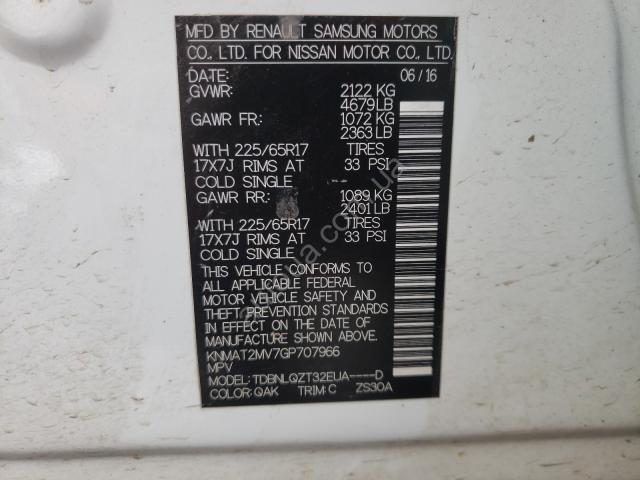 MFD BY RENAULT SAMSUNG MOTORS
CO., LTD. FOR NISSAN MOTOR CO., LTD.
DATE: 06/16
GVWR: 2122 KG
4679LB
GAWR FR: 1072 KG
2363LB
WITH 225/65R17 TIRES
17X7J RIMS AT 33 PSI
COLD SINGLE
GAWR RR: 1089 KG
2401LB
WITH 225/65R17 TIRES
17X7J RIMS AT 33 PSI
COLD SINGLE
THIS VEHICLE CONFORMS TO
ALL APPLICABLE FEDERAL
MOTOR VEHICLE SAFETY AND
THEFT PREVENTION STANDARDS
IN EFFECT ON THE DATE OF
MANUFACTURE SHOWN ABOVE.
KNMAT2MV7GP707966
MPV
MODEL: TDBNLQZT32EUA----D
COLOR: QAK TRIM: C ZS30A